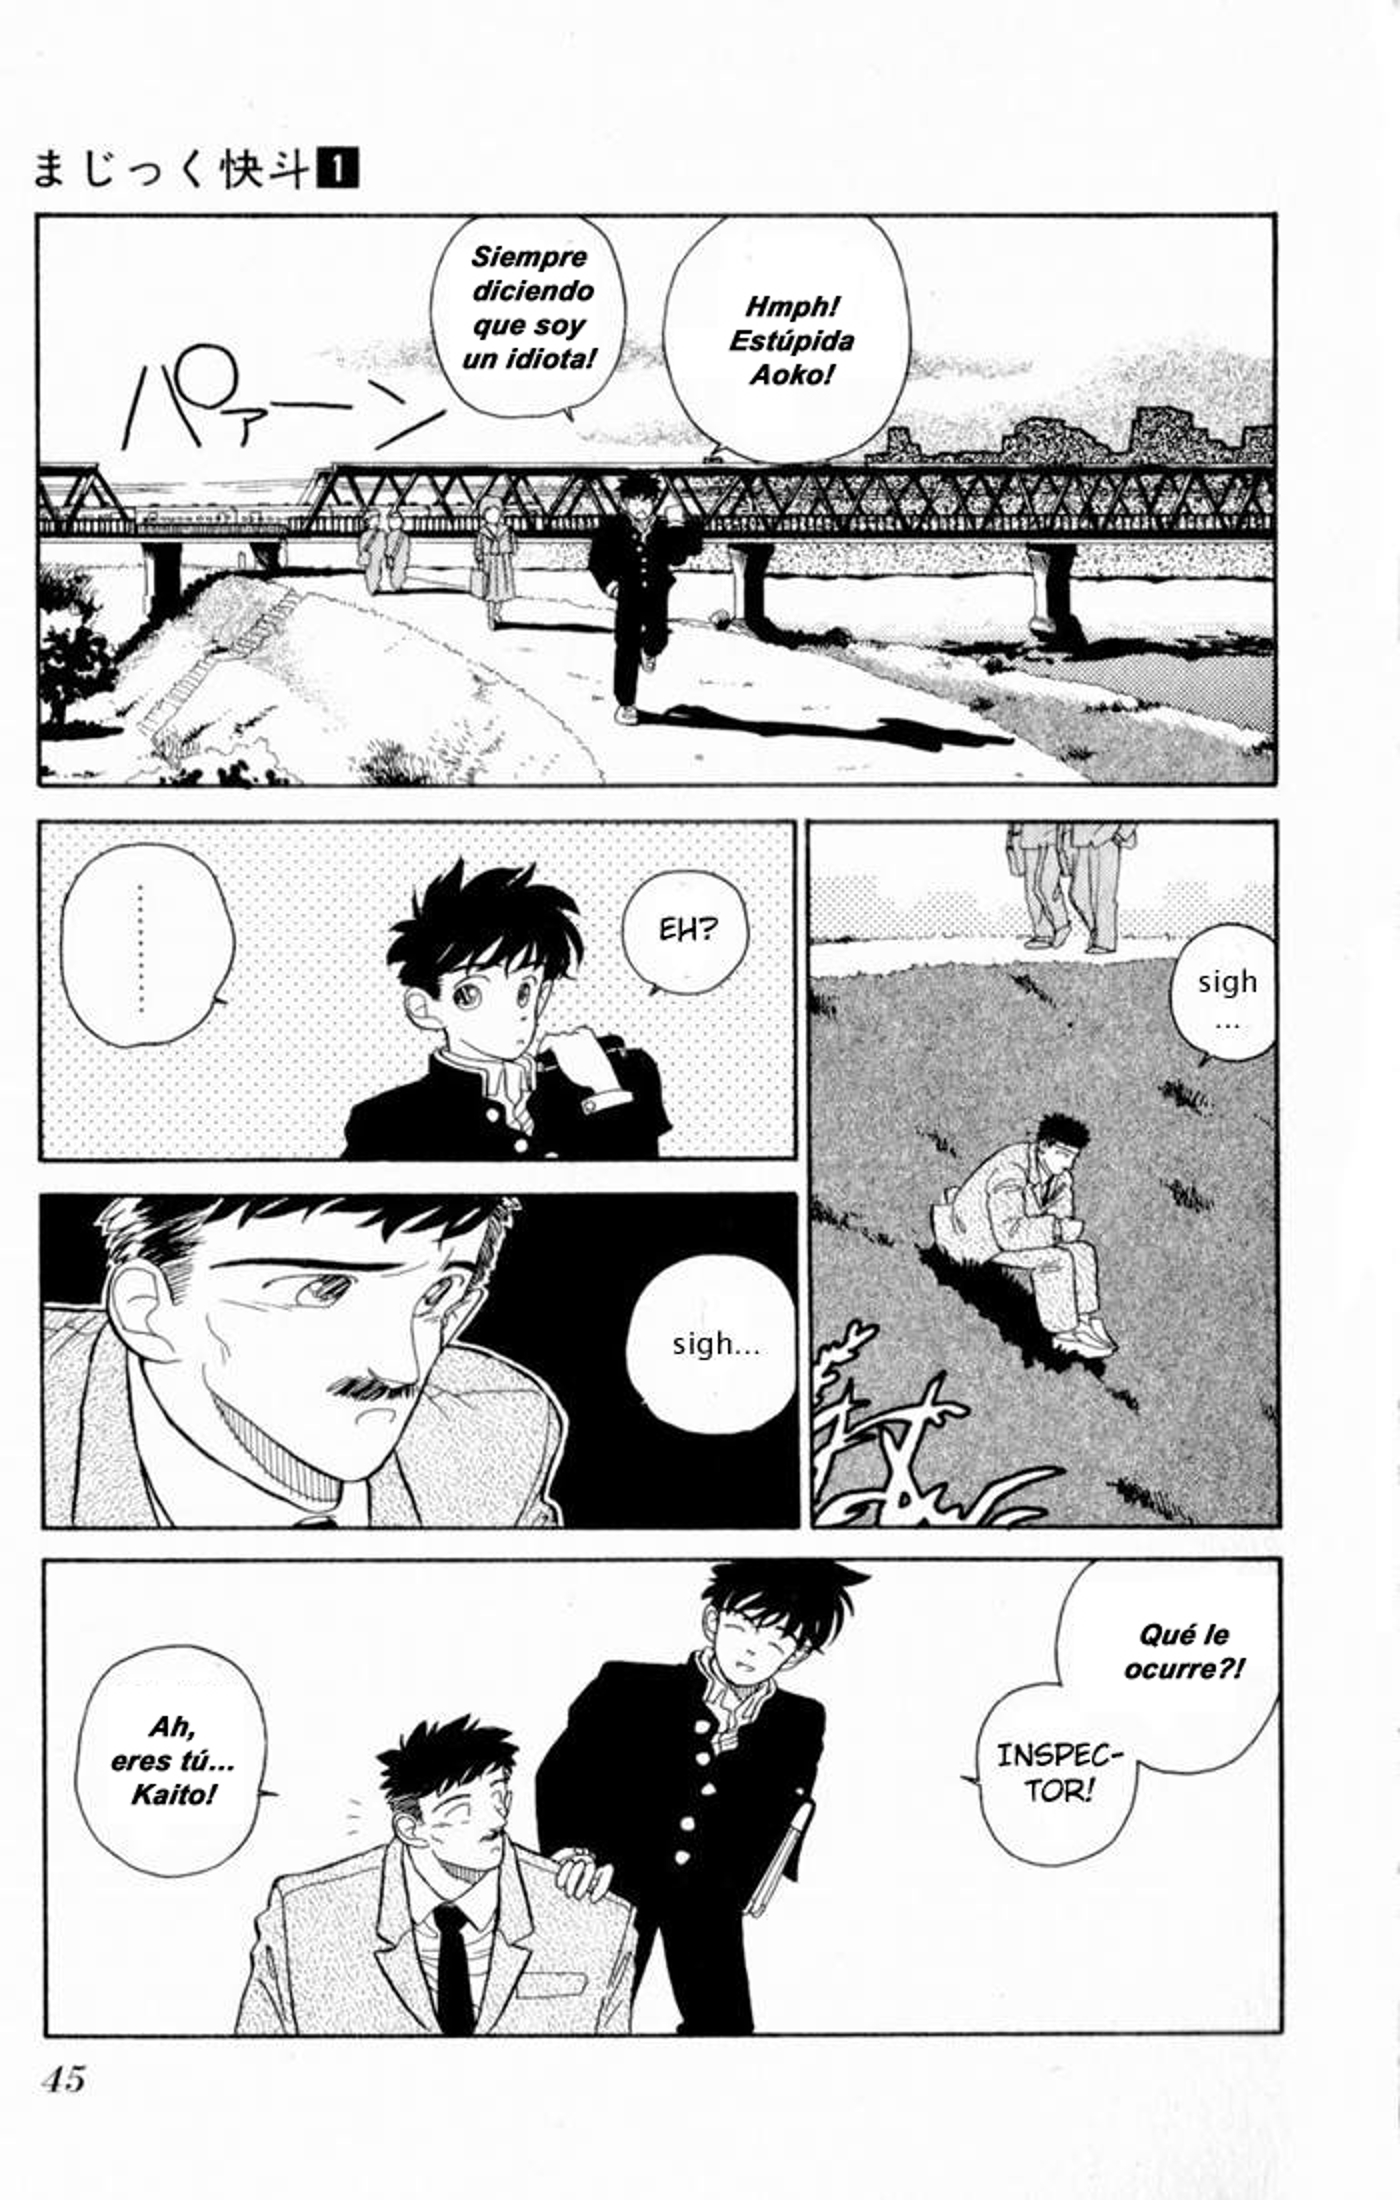 まじっく快斗1
Hmph!
Estúpida
Aoko!
Siempre
diciendo
que soy
un idiota!
パァーン
sigh
...
EH?
.........
sigh...
Qué le
ocurre?!
INSPEC-
TOR!
Ah,
eres tú...
Kaito!
45